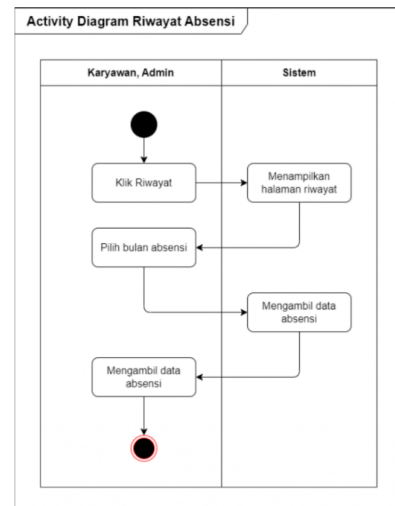 Activity Diagram Riwayat Absensi
Karyawan, Admin
Sistem
Klik Riwayat
Menampilkan
halaman riwayat
Pilih bulan absensi
Mengambil data
absensi
Mengambil data
absensi